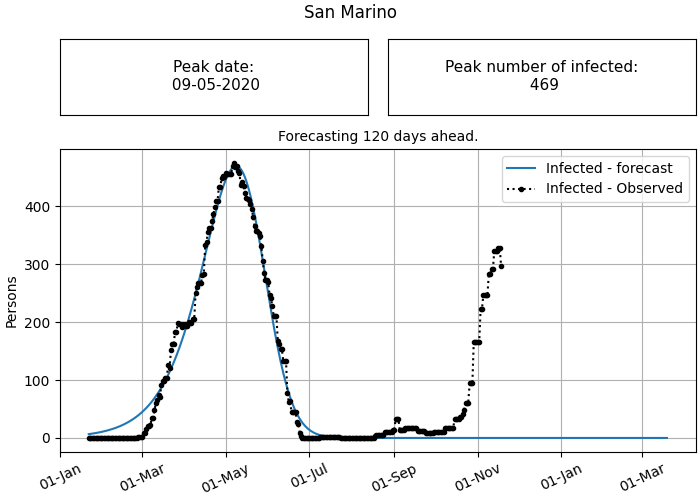 San Marino
Peak date:
09-05-2020
Peak number of infected:
469
Forecasting 120 days ahead.
Infected - forecast
Infected - Observed
Persons
400
300
200
100
0
01-Jan
01-Mar
01-May
01-Jul
01-Sep
01-Nov
01-Jan
01-Mar